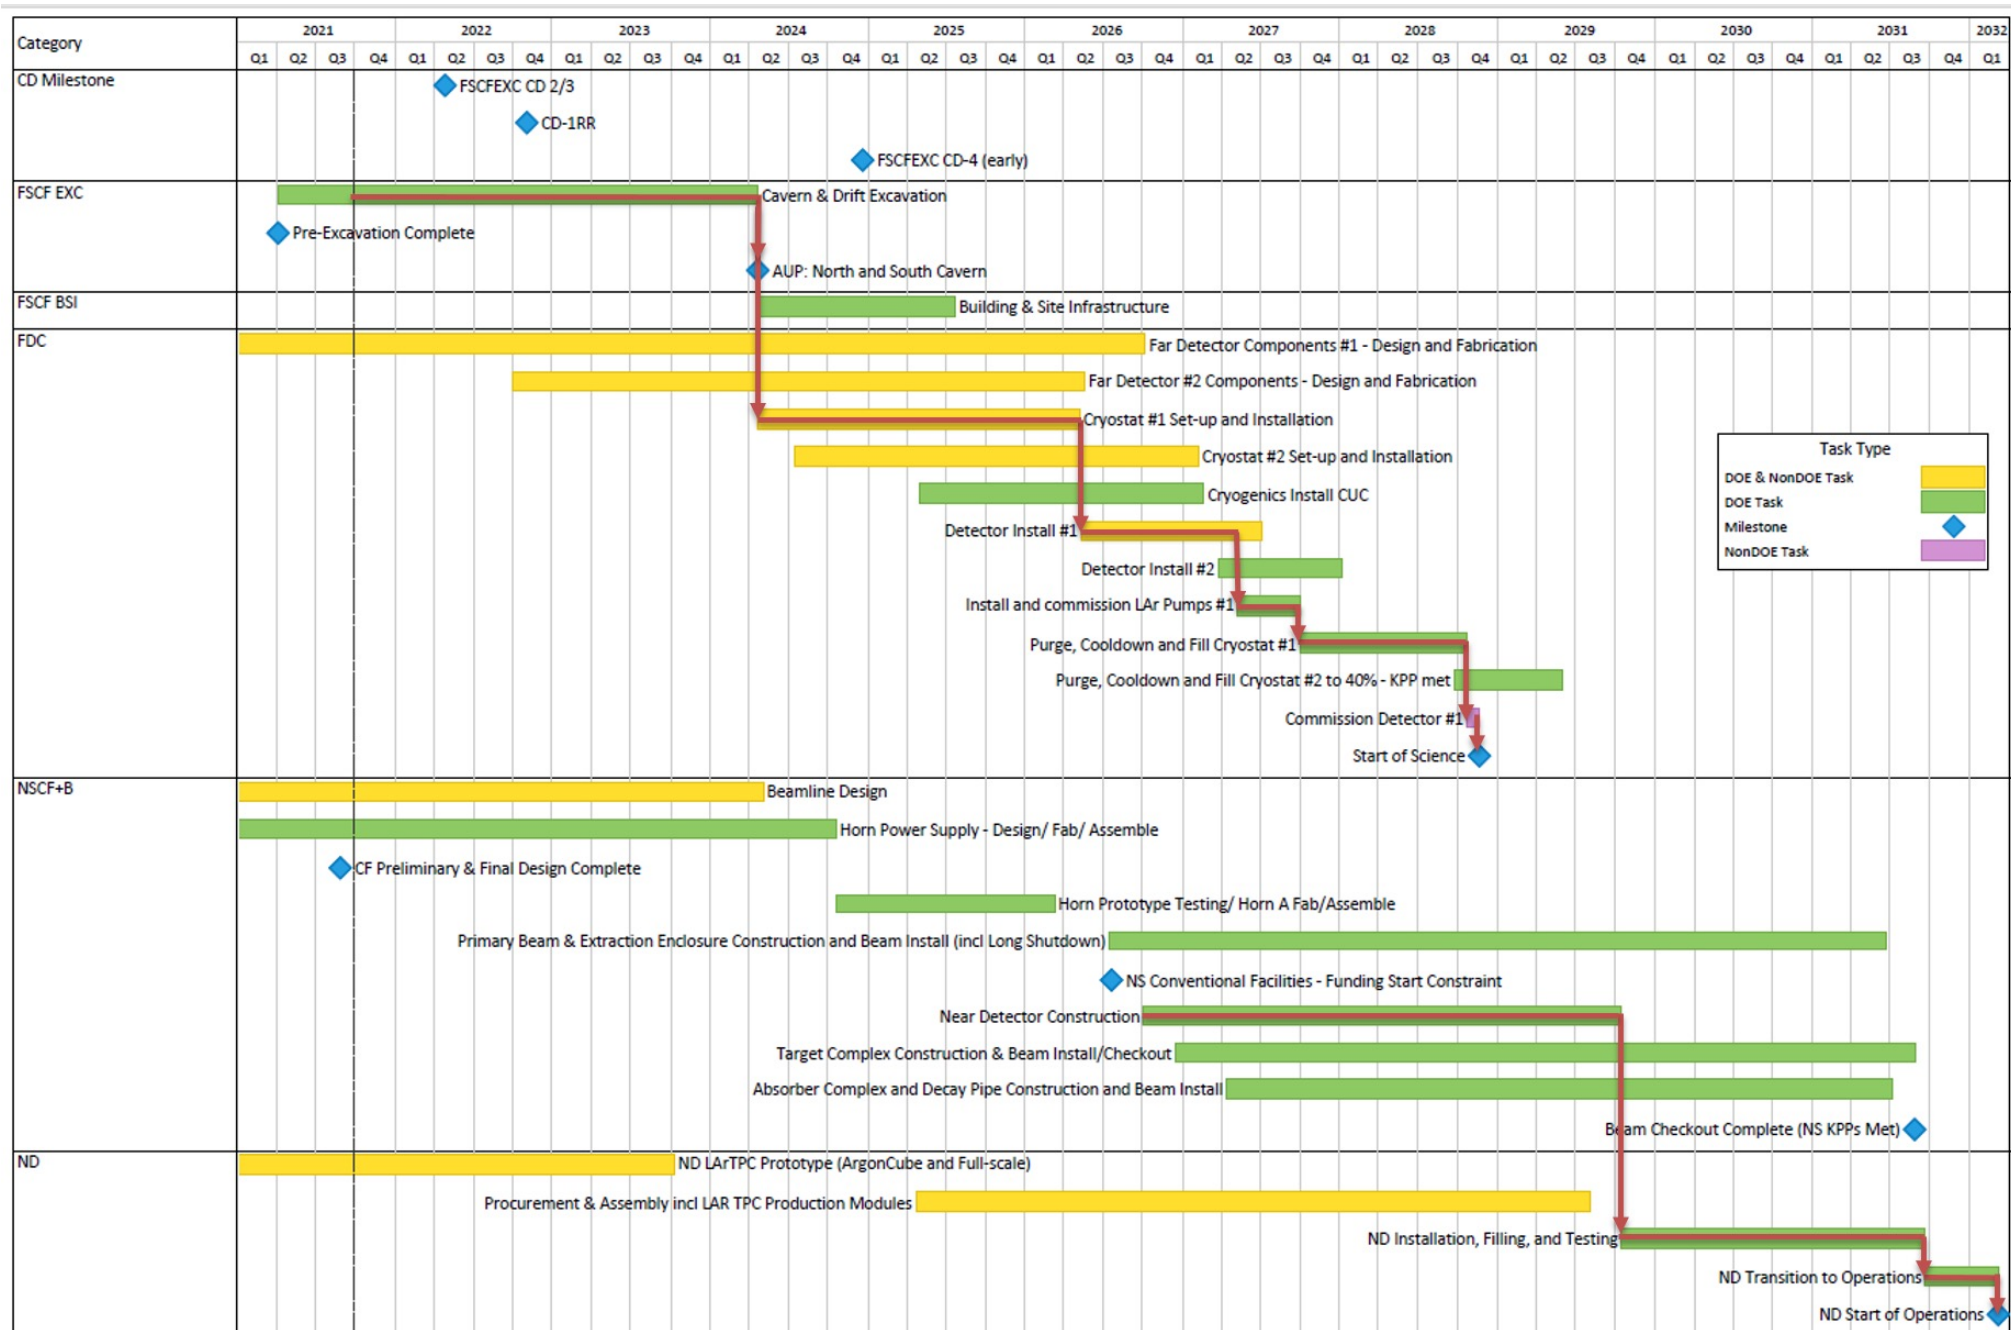 Category
2021 2022 2023 2024 2025 2026 2027 2028 2029 2030 2031 2032
Q1 Q2 Q3 Q4 Q1 Q2 Q3 Q4 Q1 Q2 Q3 Q4 Q1 Q2 Q3 Q4 Q1 Q2 Q3 Q4 Q1 Q2 Q3 Q4 Q1 Q2 Q3 Q4 Q1 Q2 Q3 Q4 Q1 Q2 Q3 Q4 Q1 Q2 Q3 Q4 Q1 Q2 Q3 Q4 Q1
CD Milestone
FSCFEXC CD 2/3
CD-1RR
FSCFEXC CD-4 (early)
FSCF EXC
Cavern & Drift Excavation
Pre-Excavation Complete
AUP: North and South Cavern
FSCF BSI
Building & Site Infrastructure
FDC
Far Detector Components #1 - Design and Fabrication
Far Detector #2 Components - Design and Fabrication
Cryostat #1 Set-up and Installation
Cryostat #2 Set-up and Installation
Cryogenics Install CUC
Detector Install #1
Detector Install #2
Install and commission LAr Pumps #1
Purge, Cooldown and Fill Cryostat #1
Purge, Cooldown and Fill Cryostat #2 to 40% - KPP met
Commission Detector #1
Start of Science
Task Type
DOE & NonDOE Task
DOE Task
Milestone
NonDOE Task
NSCF+B
Beamline Design
Horn Power Supply - Design/ Fab/ Assemble
CF Preliminary & Final Design Complete
Horn Prototype Testing/ Horn A Fab/Assemble
Primary Beam & Extraction Enclosure Construction and Beam Install (incl Long Shutdown)
NS Conventional Facilities - Funding Start Constraint
Near Detector Construction
Target Complex Construction & Beam Install/Checkout
Absorber Complex and Decay Pipe Construction and Beam Install
Beam Checkout Complete (NS KPPs Met)
ND
ND LArTPC Prototype (ArgonCube and Full-scale)
Procurement & Assembly incl LAR TPC Production Modules
ND Installation, Filling, and Testing
ND Transition to Operations
ND Start of Operations